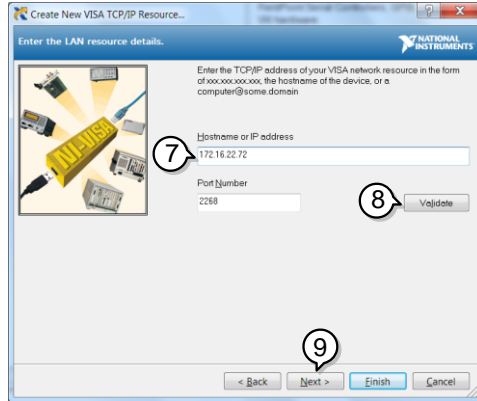 Create New VISA TCP/IP Resource...
Enter the LAN resource details.
NATIONAL
INSTRUMENTS
Enter the TCP/IP address of your VISA network resource in the form
of xxx.xxx.xxx.xxx, the hostname of the device, or a
computer@some.domain
NI-VISA
Hostname or IP address
7
172.16.22.72
Port Number
2268
8
Validate
9
< Back
Next >
Finish
Cancel